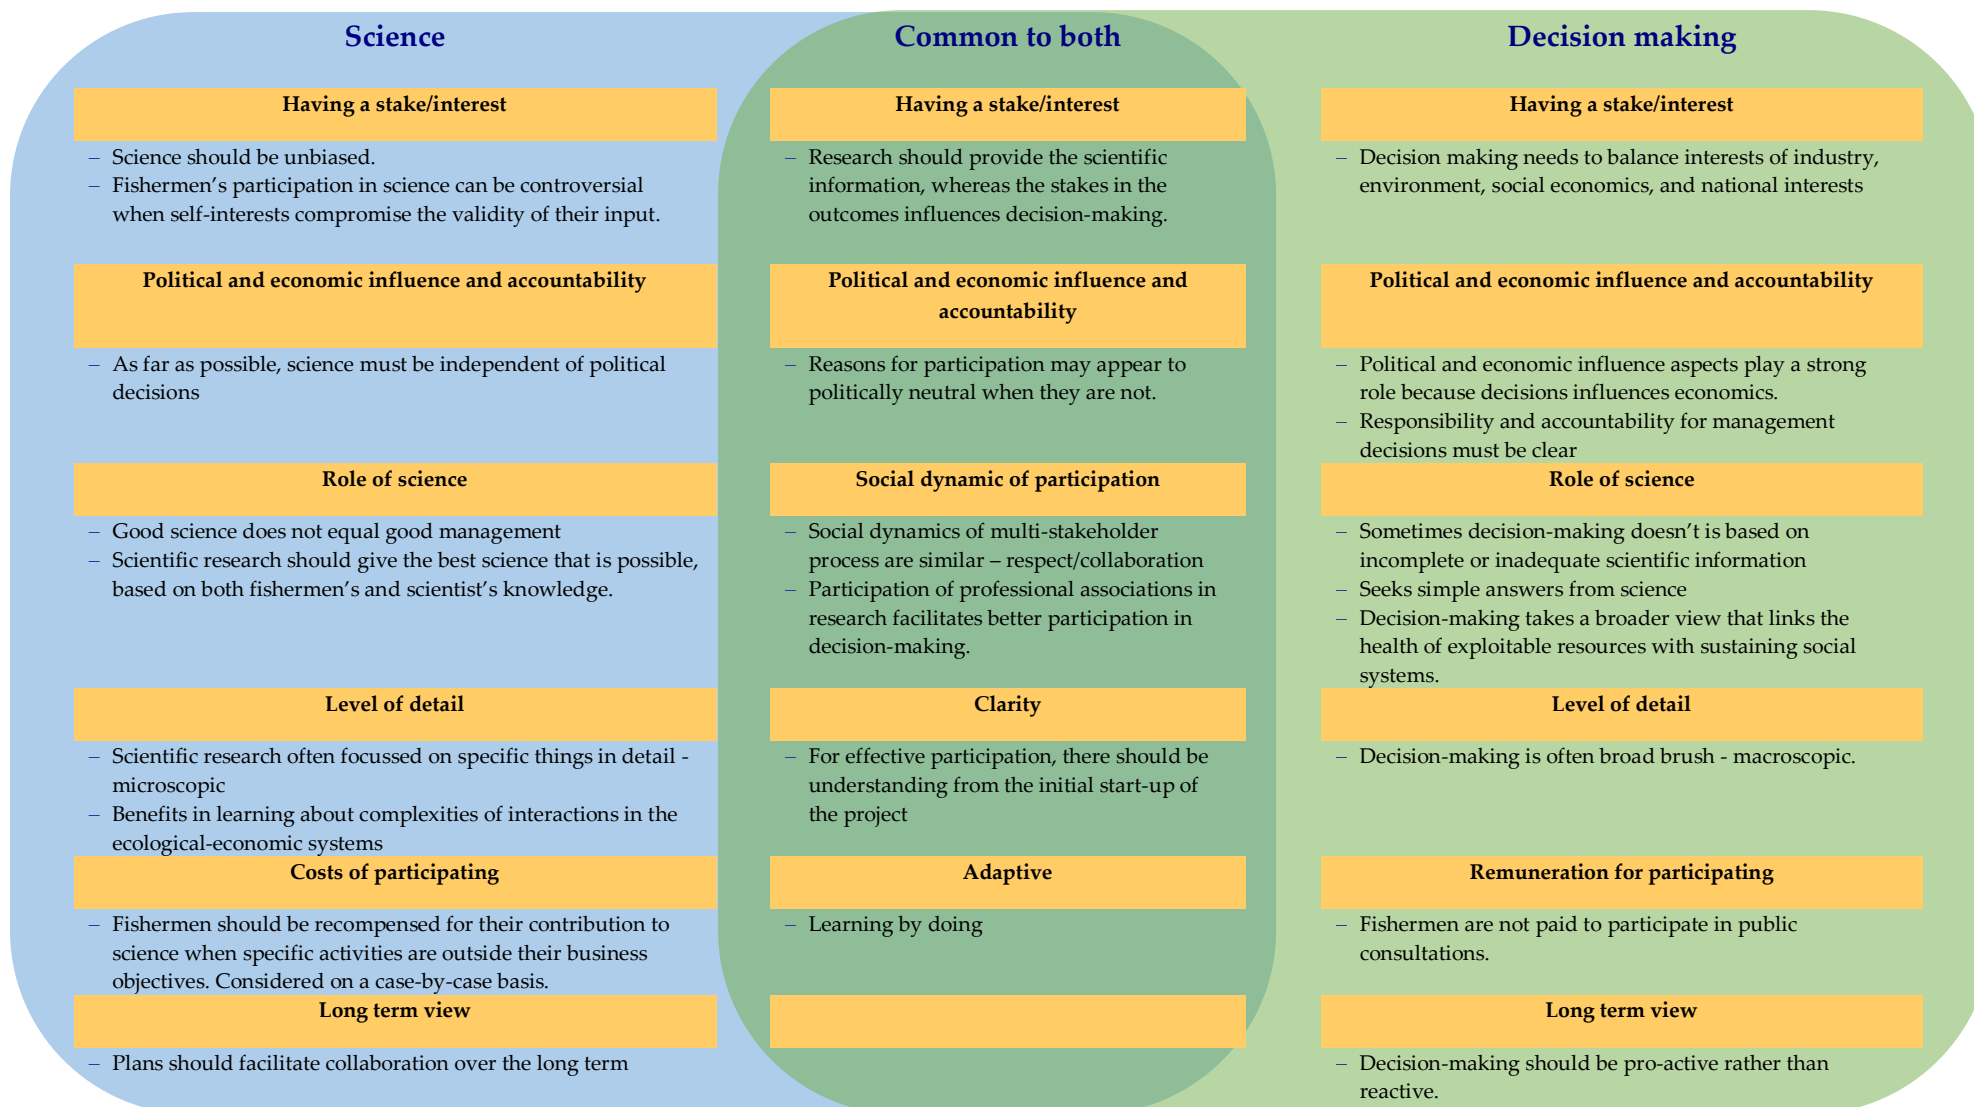 Science
Having a stake/interest
– Science should be unbiased.
– Fishermen’s participation in science can be controversial
when self-interests compromise the validity of their input.
Political and economic influence and accountability
– As far as possible, science must be independent of political
decisions
Role of science
– Good science does not equal good management
– Scientific research should give the best science that is possible,
based on both fishermen’s and scientist’s knowledge.
Level of detail
– Scientific research often focussed on specific things in detail -
microscopic
– Benefits in learning about complexities of interactions in the
ecological-economic systems
Costs of participating
– Fishermen should be recompensed for their contribution to
science when specific activities are outside their business
objectives. Considered on a case-by-case basis.
Long term view
– Plans should facilitate collaboration over the long term
Common to both
Having a stake/interest
– Research should provide the scientific
information, whereas the stakes in the
outcomes influences decision-making.
Political and economic influence and
accountability
– Reasons for participation may appear to
politically neutral when they are not.
Social dynamic of participation
– Social dynamics of multi-stakeholder
process are similar – respect/collaboration
– Participation of professional associations in
research facilitates better participation in
decision-making.
Clarity
– For effective participation, there should be
understanding from the initial start-up of
the project
Adaptive
– Learning by doing
Decision making
Having a stake/interest
– Decision making needs to balance interests of industry,
environment, social economics, and national interests
Political and economic influence and accountability
– Political and economic influence aspects play a strong
role because decisions influences economics.
– Responsibility and accountability for management
decisions must be clear
Role of science
– Sometimes decision-making doesn’t is based on
incomplete or inadequate scientific information
– Seeks simple answers from science
– Decision-making takes a broader view that links the
health of exploitable resources with sustaining social
systems.
Level of detail
– Decision-making is often broad brush - macroscopic.
Remuneration for participating
– Fishermen are not paid to participate in public
consultations.
Long term view
– Decision-making should be pro-active rather than
reactive.